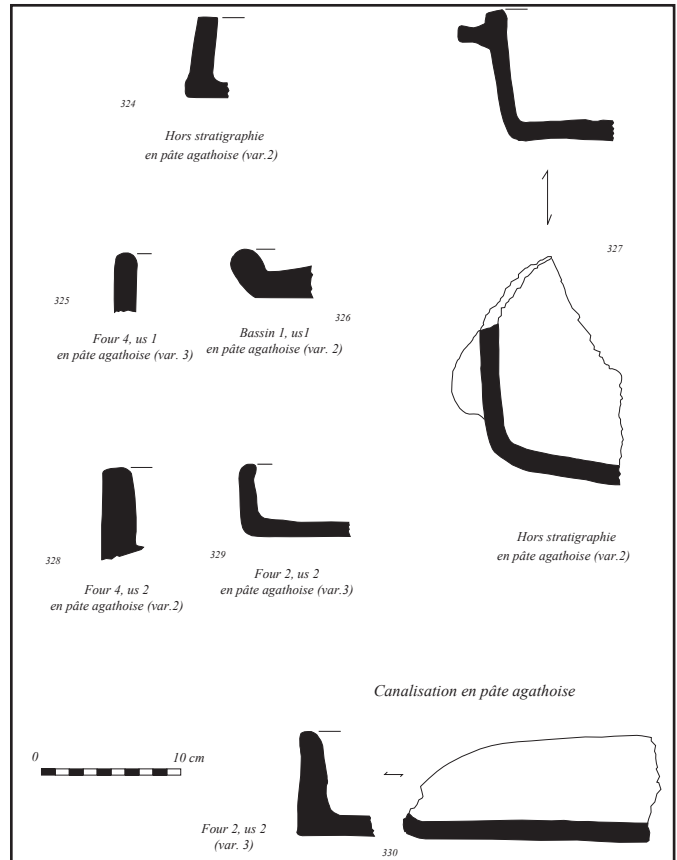 324
Hors stratigraphie
en pâte agathoise (var.2)
327
325
Four 4, us 1
en pâte agathoise (var. 3)
326
Bassin 1, us1
en pâte agathoise (var. 2)
328
Four 4, us 2
en pâte agathoise (var.2)
329
Four 2, us 2
en pâte agathoise (var.3)
Hors stratigraphie
en pâte agathoise (var.2)
Canalisation en pâte agathoise
0 10 cm
Four 2, us 2
(var. 3)
330